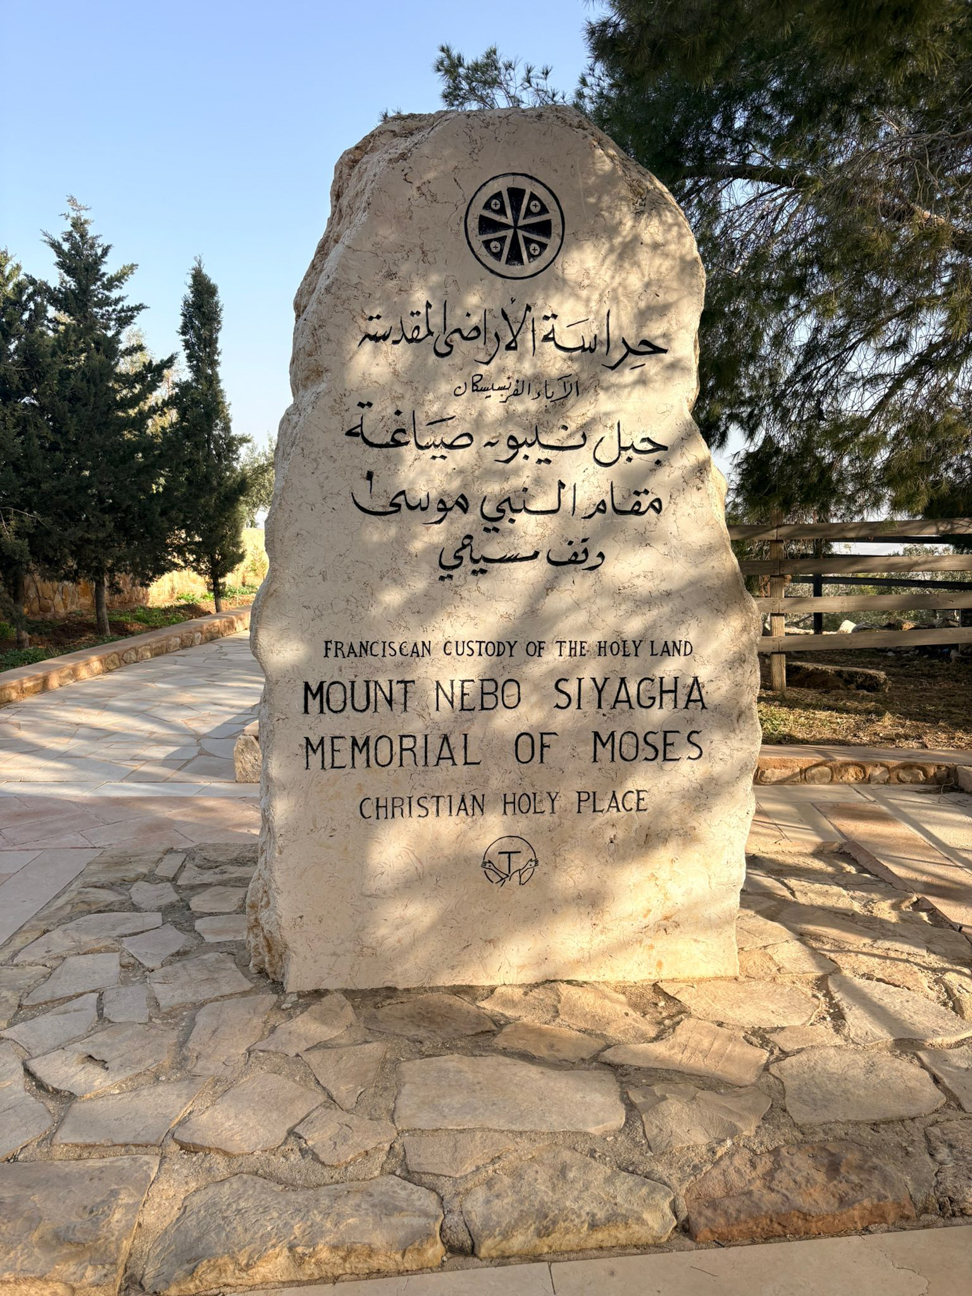 حراسة الأراضى المقدسة
الآباء الفرنسيسكان
جبل نيبو - صياغة
مقام النبي موسى
وقف مسيحي
FRANCISCAN CUSTODY OF THE HOLY LAND
MOUNT NEBO SIYAGHA
MEMORIAL OF MOSES
CHRISTIAN HOLY PLACE